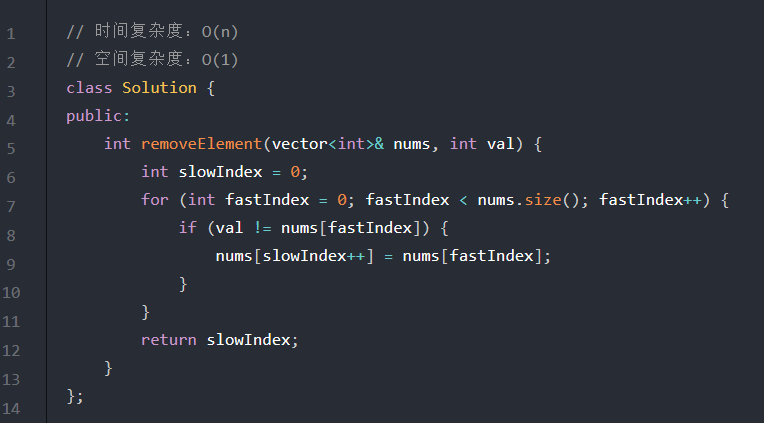 1 // 时间复杂度：O(n)
2 // 空间复杂度：O(1)
3 class Solution {
4 public:
5     int removeElement(vector<int>& nums, int val) {
6         int slowIndex = 0;
7         for (int fastIndex = 0; fastIndex < nums.size(); fastIndex++) {
8             if (val != nums[fastIndex]) {
9                 nums[slowIndex++] = nums[fastIndex];
10             }
11         }
12         return slowIndex;
13     }
14 };